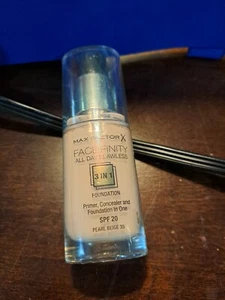 MAX FACTOR X
FACEFINITY
ALL DAY FLAWLESS
3 IN 1
FOUNDATION
Primer, Concealer and
Foundation In One
SPF 20
PEARL BEIGE 35